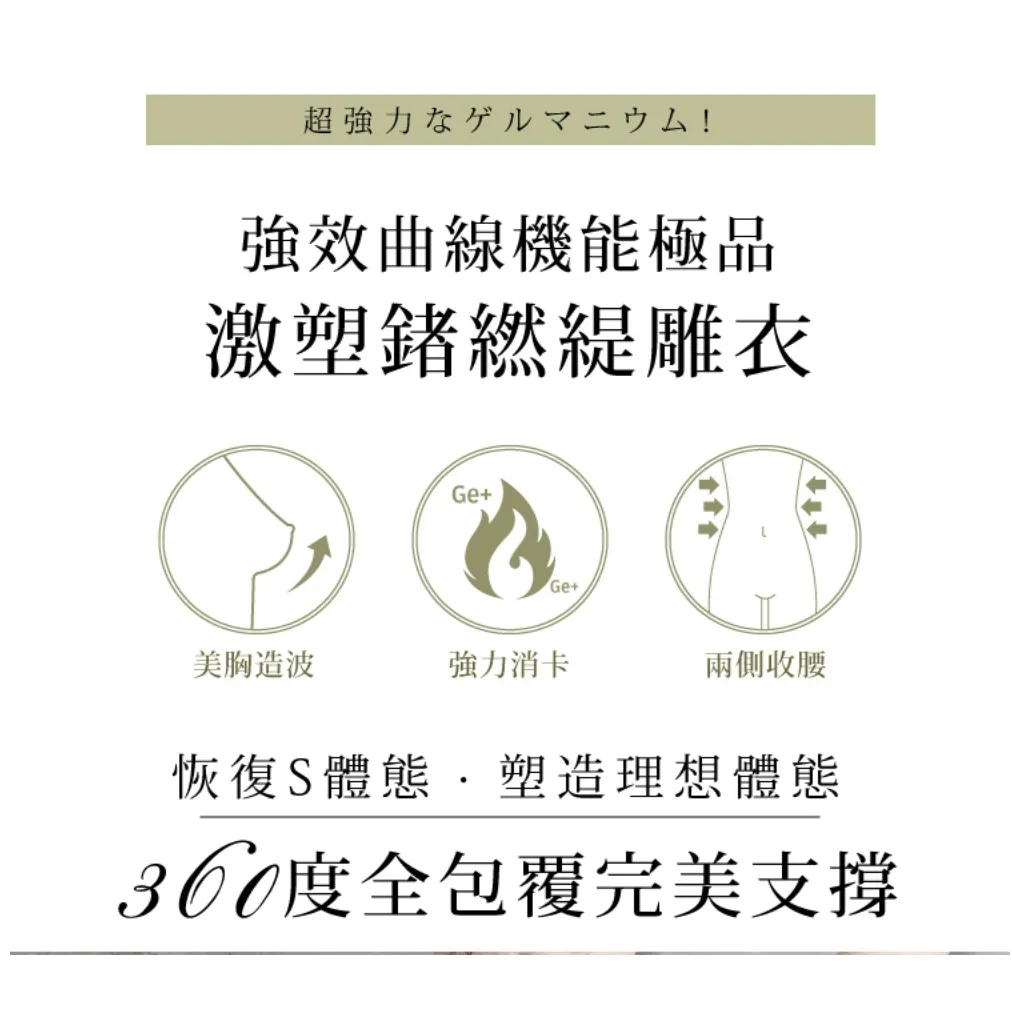 超強力なゲルマニウム!
強效曲線機能極品
激塑鍺繎緹雕衣
Ge+
Ge+
美胸造波
強力消卡
兩側收腰
恢復S體態 · 塑造理想體態
360度全包覆完美支撐